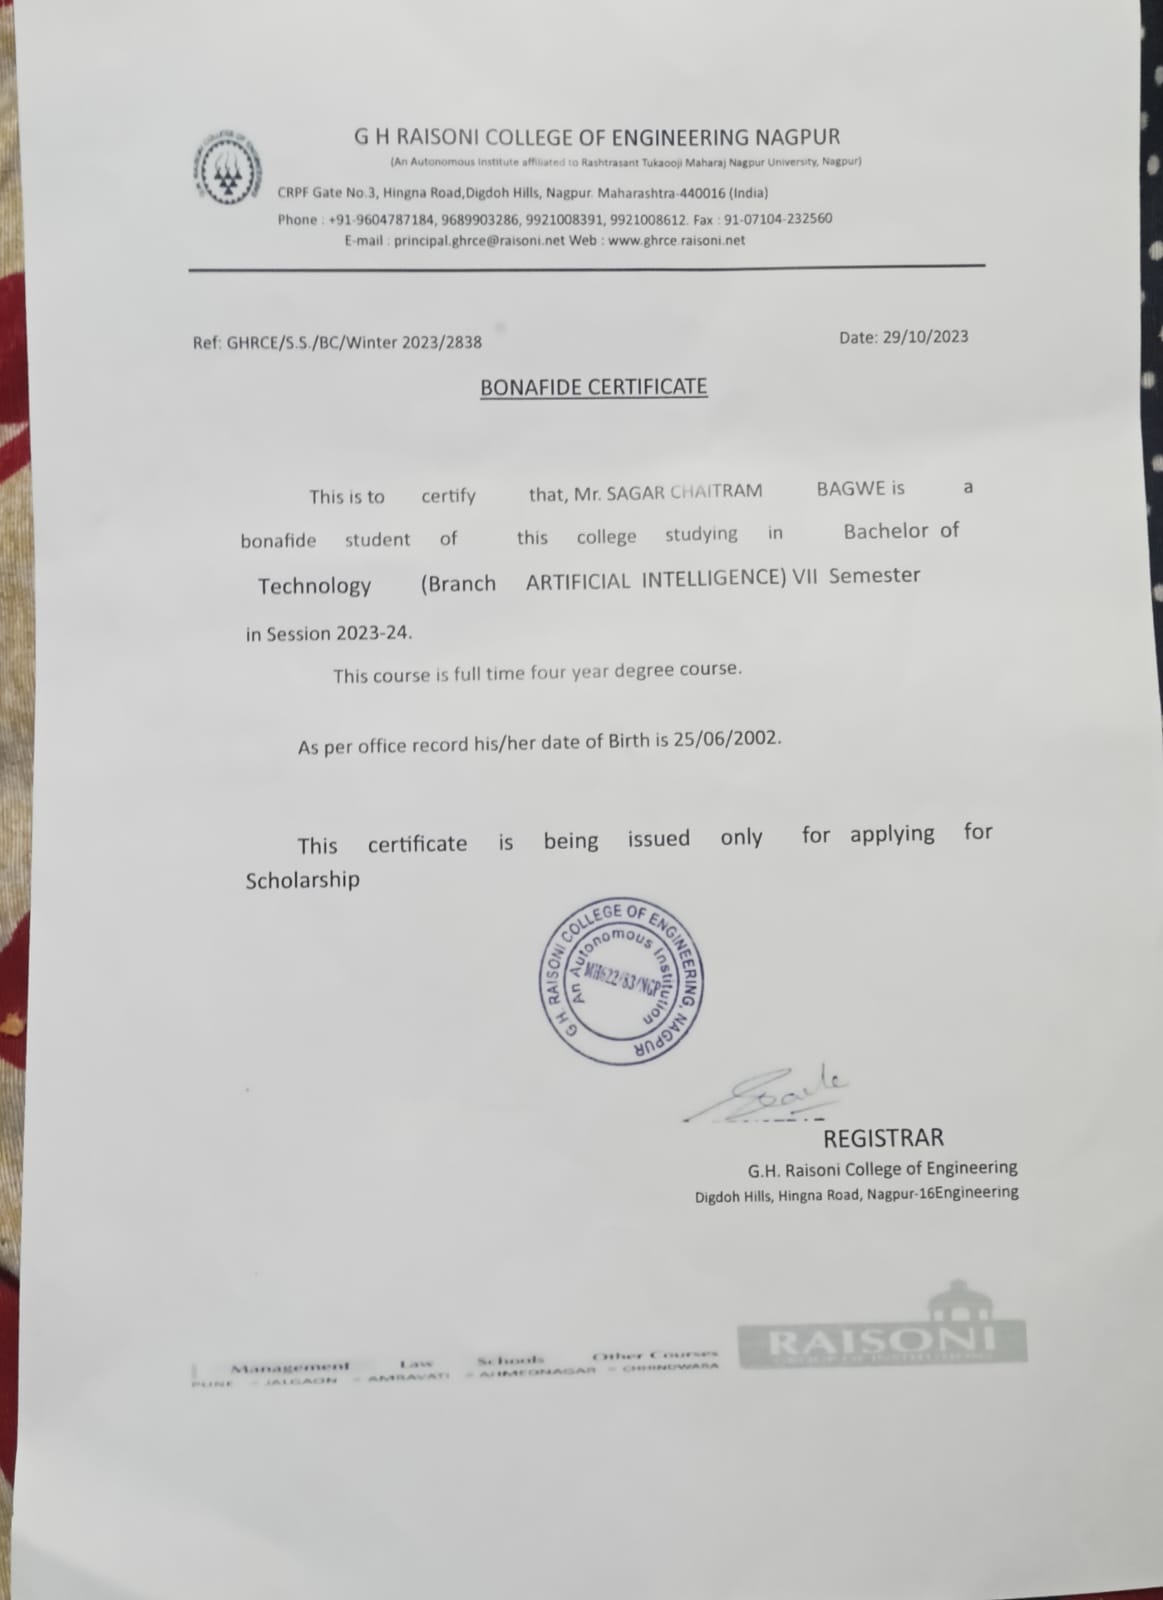 G H RAISONI COLLEGE OF ENGINEERING NAGPUR
(An Autonomous Institute affiliated to Rashtrasant Tukaooji Maharaj Nagpur University, Nagpur)
CRPF Gate No.3, Hingna Road,Digdoh Hills, Nagpur. Maharashtra-440016 (India)
Phone : +91-9604787184, 9689903286, 9921008391, 9921008612. Fax : 91-07104-232560
E-mail : principal.ghrce@raisoni.net Web : www.ghrce.raisoni.net
Ref: GHRCE/S.S./BC/Winter 2023/2838 Date: 29/10/2023
BONAFIDE CERTIFICATE
This is to certify that, Mr. SAGAR CHAITRAM BAGWE is a
bonafide student of this college studying in Bachelor of
Technology (Branch ARTIFICIAL INTELLIGENCE) VII Semester
in Session 2023-24.
This course is full time four year degree course.
As per office record his/her date of Birth is 25/06/2002.
This certificate is being issued only for applying for
Scholarship
G H RAISONI COLLEGE OF ENGINEERING, NAGPUR
An Autonomous Institution
REGISTRAR
G.H. Raisoni College of Engineering
Digdoh Hills, Hingna Road, Nagpur-16Engineering
RAISONI
Management Law Schools Other Courses
PUNE - JALGAON - AMRAVATI - AHMEDNAGAR - CHHINDWARA